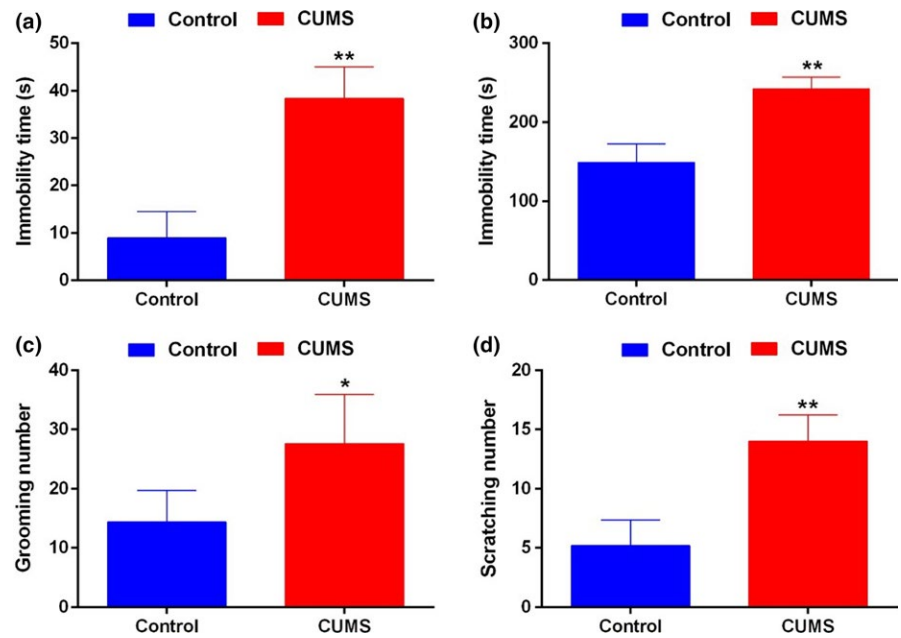 (a)
Control CUMS
Immobility time (s)
50
40
30
20
10
0
**
Control CUMS
(b)
Control CUMS
Immobility time (s)
300
200
100
0
**
Control CUMS
(c)
Control CUMS
Grooming number
40
30
20
10
0
*
Control CUMS
(d)
Control CUMS
Scratching number
20
15
10
5
0
**
Control CUMS